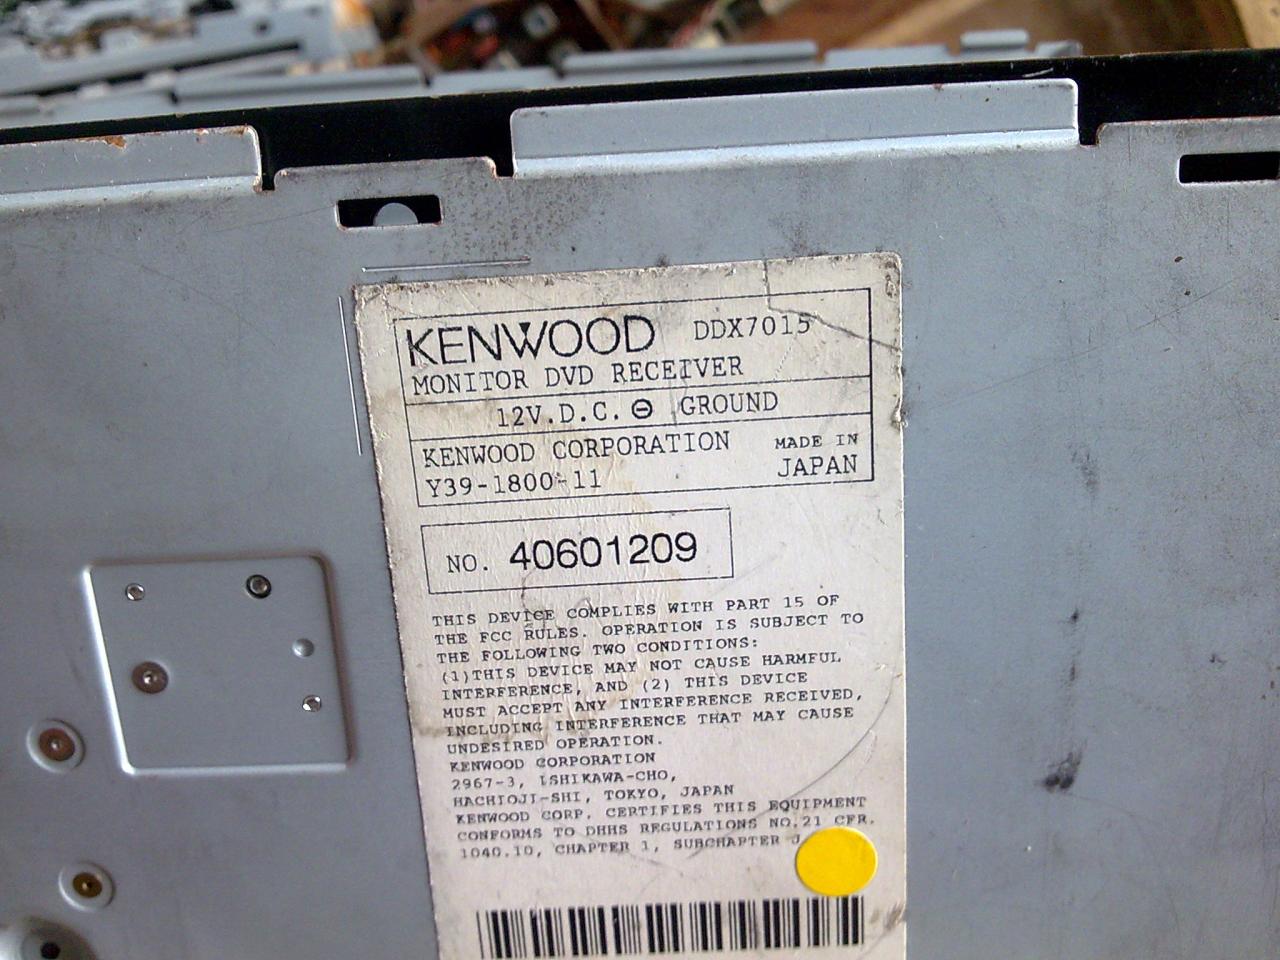 KENWOOD DDX7015
MONITOR DVD RECEIVER
12V.D.C. ⊖ GROUND
KENWOOD CORPORATION MADE IN
Y39-1800-11 JAPAN
NO. 40601209
THIS DEVICE COMPLIES WITH PART 15 OF
THE FCC RULES. OPERATION IS SUBJECT TO
THE FOLLOWING TWO CONDITIONS:
(1)THIS DEVICE MAY NOT CAUSE HARMFUL
INTERFERENCE, AND (2) THIS DEVICE
MUST ACCEPT ANY INTERFERENCE RECEIVED,
INCLUDING INTERFERENCE THAT MAY CAUSE
UNDESIRED OPERATION.
KENWOOD CORPORATION
2967-3, ISHIKAWA-CHO,
HACHIOJI-SHI, TOKYO, JAPAN
KENWOOD CORP. CERTIFIES THIS EQUIPMENT
CONFORMS TO DHHS REGULATIONS NO.21 CFR.
1040.10, CHAPTER 1, SUBCHAPTER J